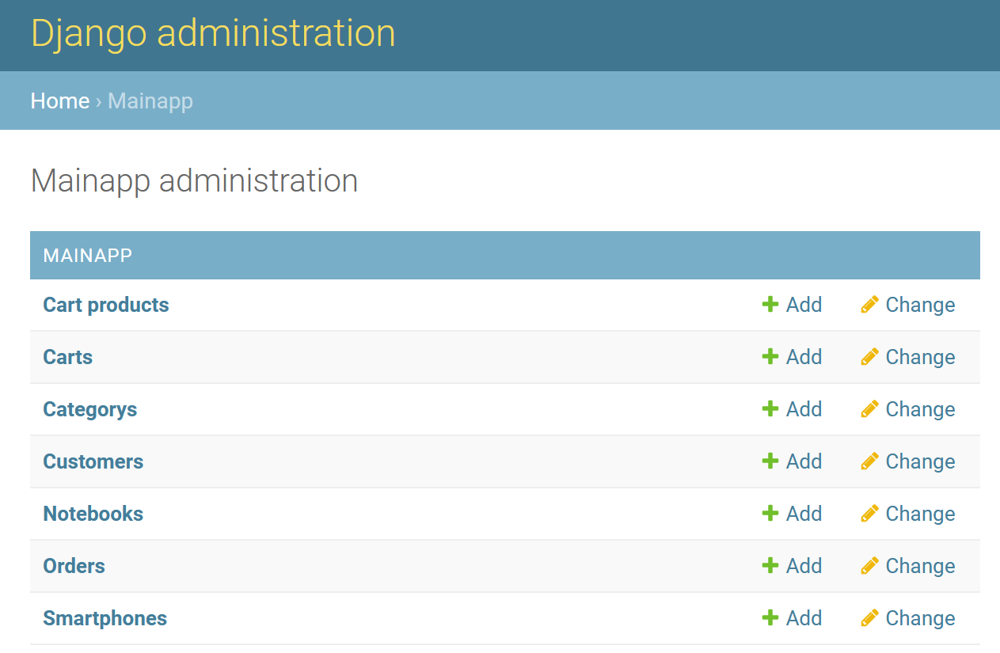 Django administration
Home › Mainapp
Mainapp administration
MAINAPP
Cart products Add Change
Carts Add Change
Categorys Add Change
Customers Add Change
Notebooks Add Change
Orders Add Change
Smartphones Add Change